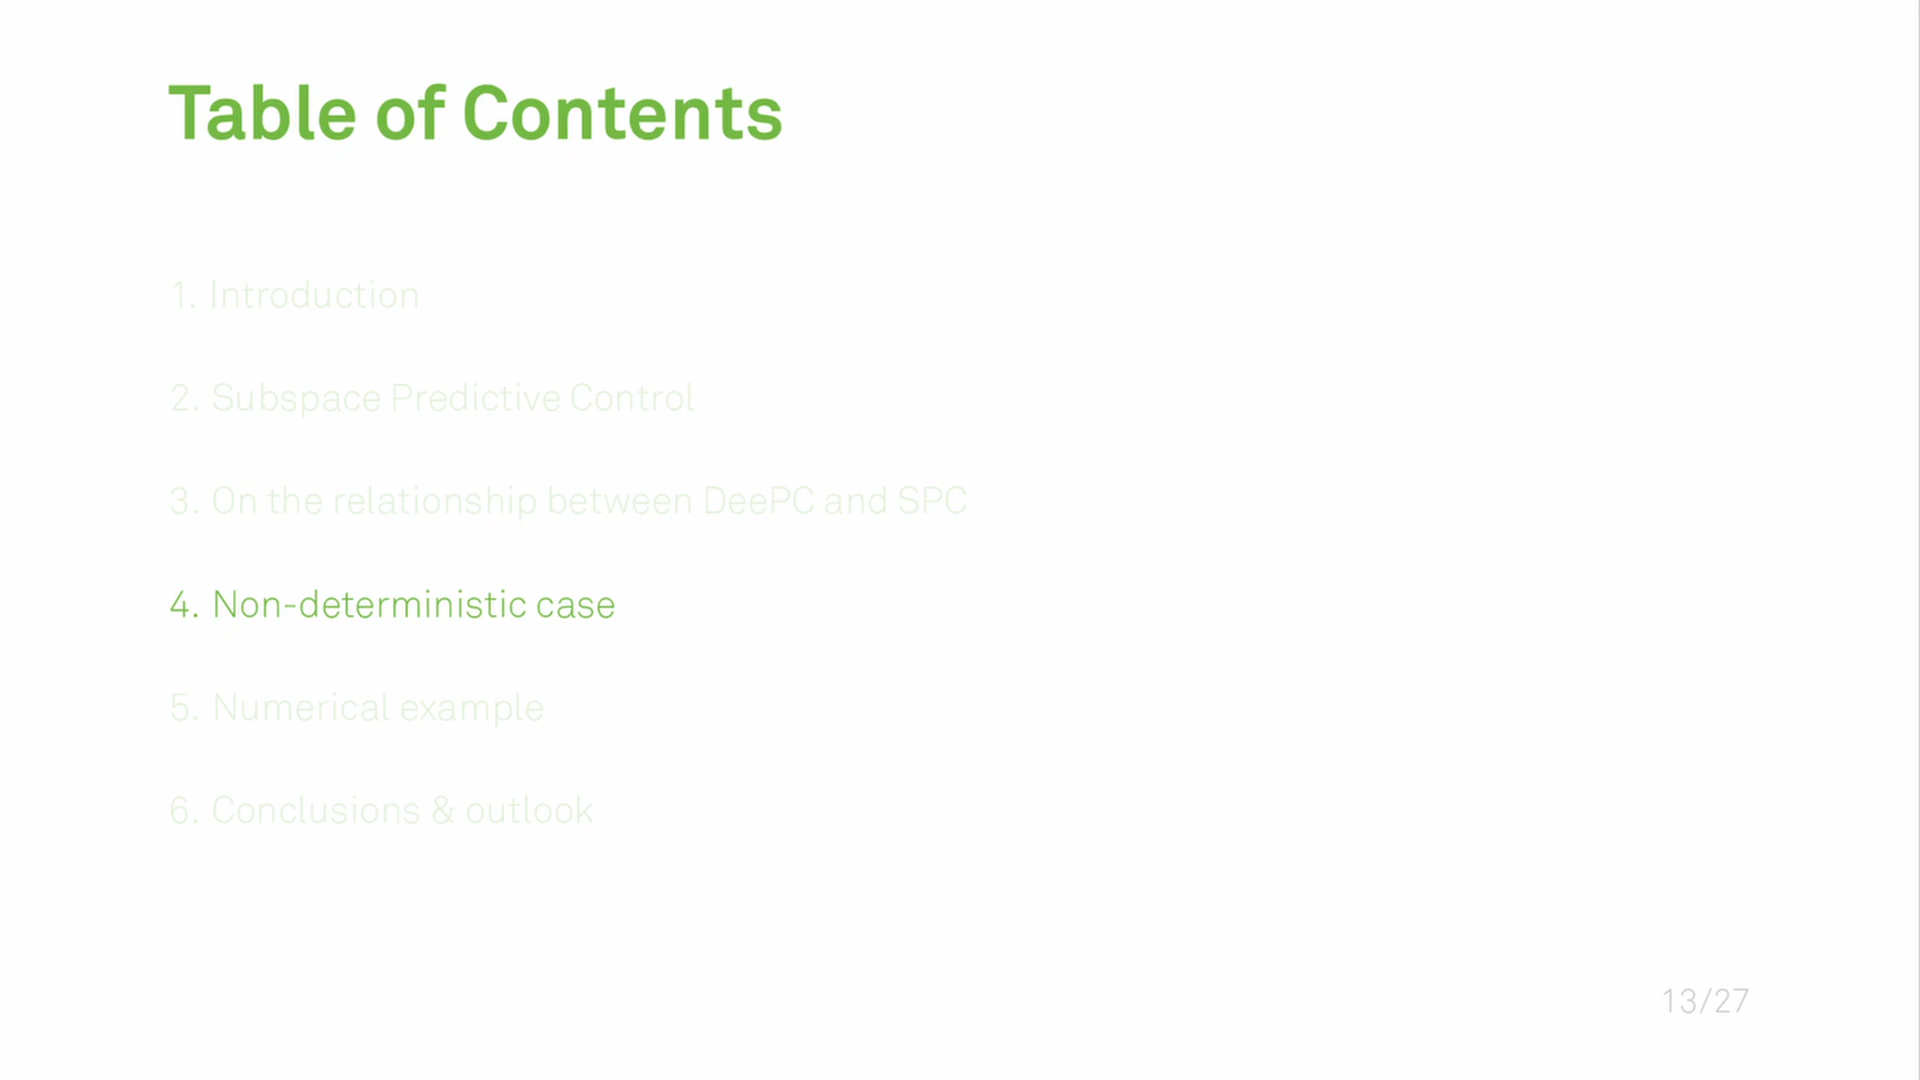 Table of Contents
1. Introduction
2. Subspace Predictive Control
3. On the relationship between DeePC and SPC
4. Non-deterministic case
5. Numerical example
6. Conclusions & outlook
13/27